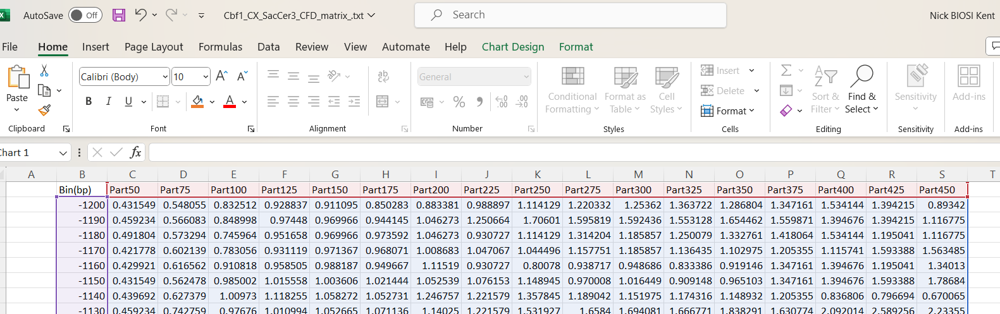 AutoSave Off Cbf1_CX_SacCer3_CFD_matrix_.txt Search Nick BIOSI Kent
File Home Insert Page Layout Formulas Data Review View Automate Help Chart Design Format
Paste
Clipboard
Calibri (Body) 10 A A
B I U A
Font
ab
Alignment
General
% 9 .00
Number
Conditional Formatting
Format as Table
Cell Styles
Styles
Insert
Delete
Format
Cells
Sort & Filter
Find & Select
Editing
Sensitivity
Sensitivity
Add-ins
Add-ins
hart 1 fx
A B C D E F G H I J K L M N O P Q R S T
Bin(bp) Part50 Part75 Part100 Part125 Part150 Part175 Part200 Part225 Part250 Part275 Part300 Part325 Part350 Part375 Part400 Part425 Part450
-1200 0.431549 0.548055 0.832512 0.928837 0.911095 0.850283 0.883381 0.988897 1.114129 1.220332 1.25362 1.363722 1.286804 1.347161 1.534144 1.394215 0.89342
-1190 0.459234 0.566083 0.848998 0.97448 0.969966 0.944145 1.046273 1.250664 1.70601 1.595819 1.592436 1.553128 1.654462 1.559871 1.394676 1.394215 1.116775
-1180 0.491804 0.573294 0.745964 0.951658 0.969966 0.973592 1.046273 0.930727 1.114129 1.314204 1.185857 1.250079 1.332761 1.418064 1.534144 1.195041 1.116775
-1170 0.421778 0.602139 0.783056 0.931119 0.971367 0.968071 1.008683 1.047067 1.044496 1.157751 1.185857 1.136435 1.102975 1.205355 1.115741 1.593388 1.563485
-1160 0.429921 0.616562 0.910818 0.958505 0.988187 0.949667 1.11519 0.930727 0.80078 0.938717 0.948686 0.833386 0.919146 1.347161 1.394676 1.195041 1.34013
-1150 0.431549 0.562478 0.985002 1.015558 1.003606 1.021444 1.052539 1.076153 1.148945 0.970008 1.016449 0.909148 0.965103 1.347161 1.394676 1.593388 1.78684
-1140 0.439692 0.627379 1.00973 1.118255 1.058272 1.052731 1.246757 1.221579 1.357845 1.189042 1.151975 1.174316 1.148932 1.205355 0.836806 0.796694 0.670065
-1130 0.459234 0.742759 0.97676 1.010994 1.052665 1.071136 1.14025 1.221579 1.531927 1.6584 1.694081 1.666771 1.838291 1.630774 2.092014 2.589256 2.23355